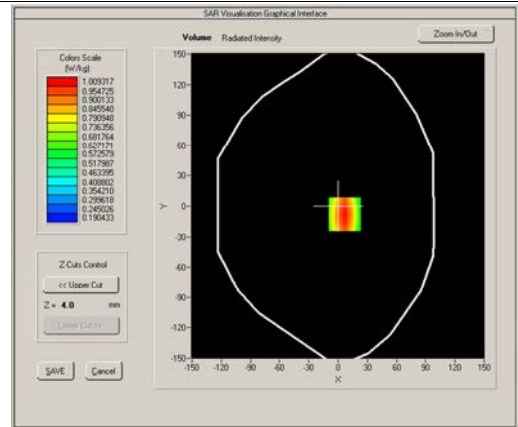 SAR Visualisation Graphical Interface
Volume Radiated Intensity
Zoom In/Out
Colors Scale
(W/kg)
1.009317
0.954725
0.900133
0.845540
0.790948
0.736356
0.681764
0.627171
0.572579
0.517987
0.463395
0.408802
0.354210
0.299618
0.245026
0.190433
Z-Cuts Control
<< Upper Cut
Z = 4.0 mm
Lower Cut >>
SAVE
Cancel
150-
120-
90-
60-
30-
Y
0-
-30-
-60-
-90-
-120-
-150-
-150 -120 -90 -60 -30 0 30 60 90 120 150
X